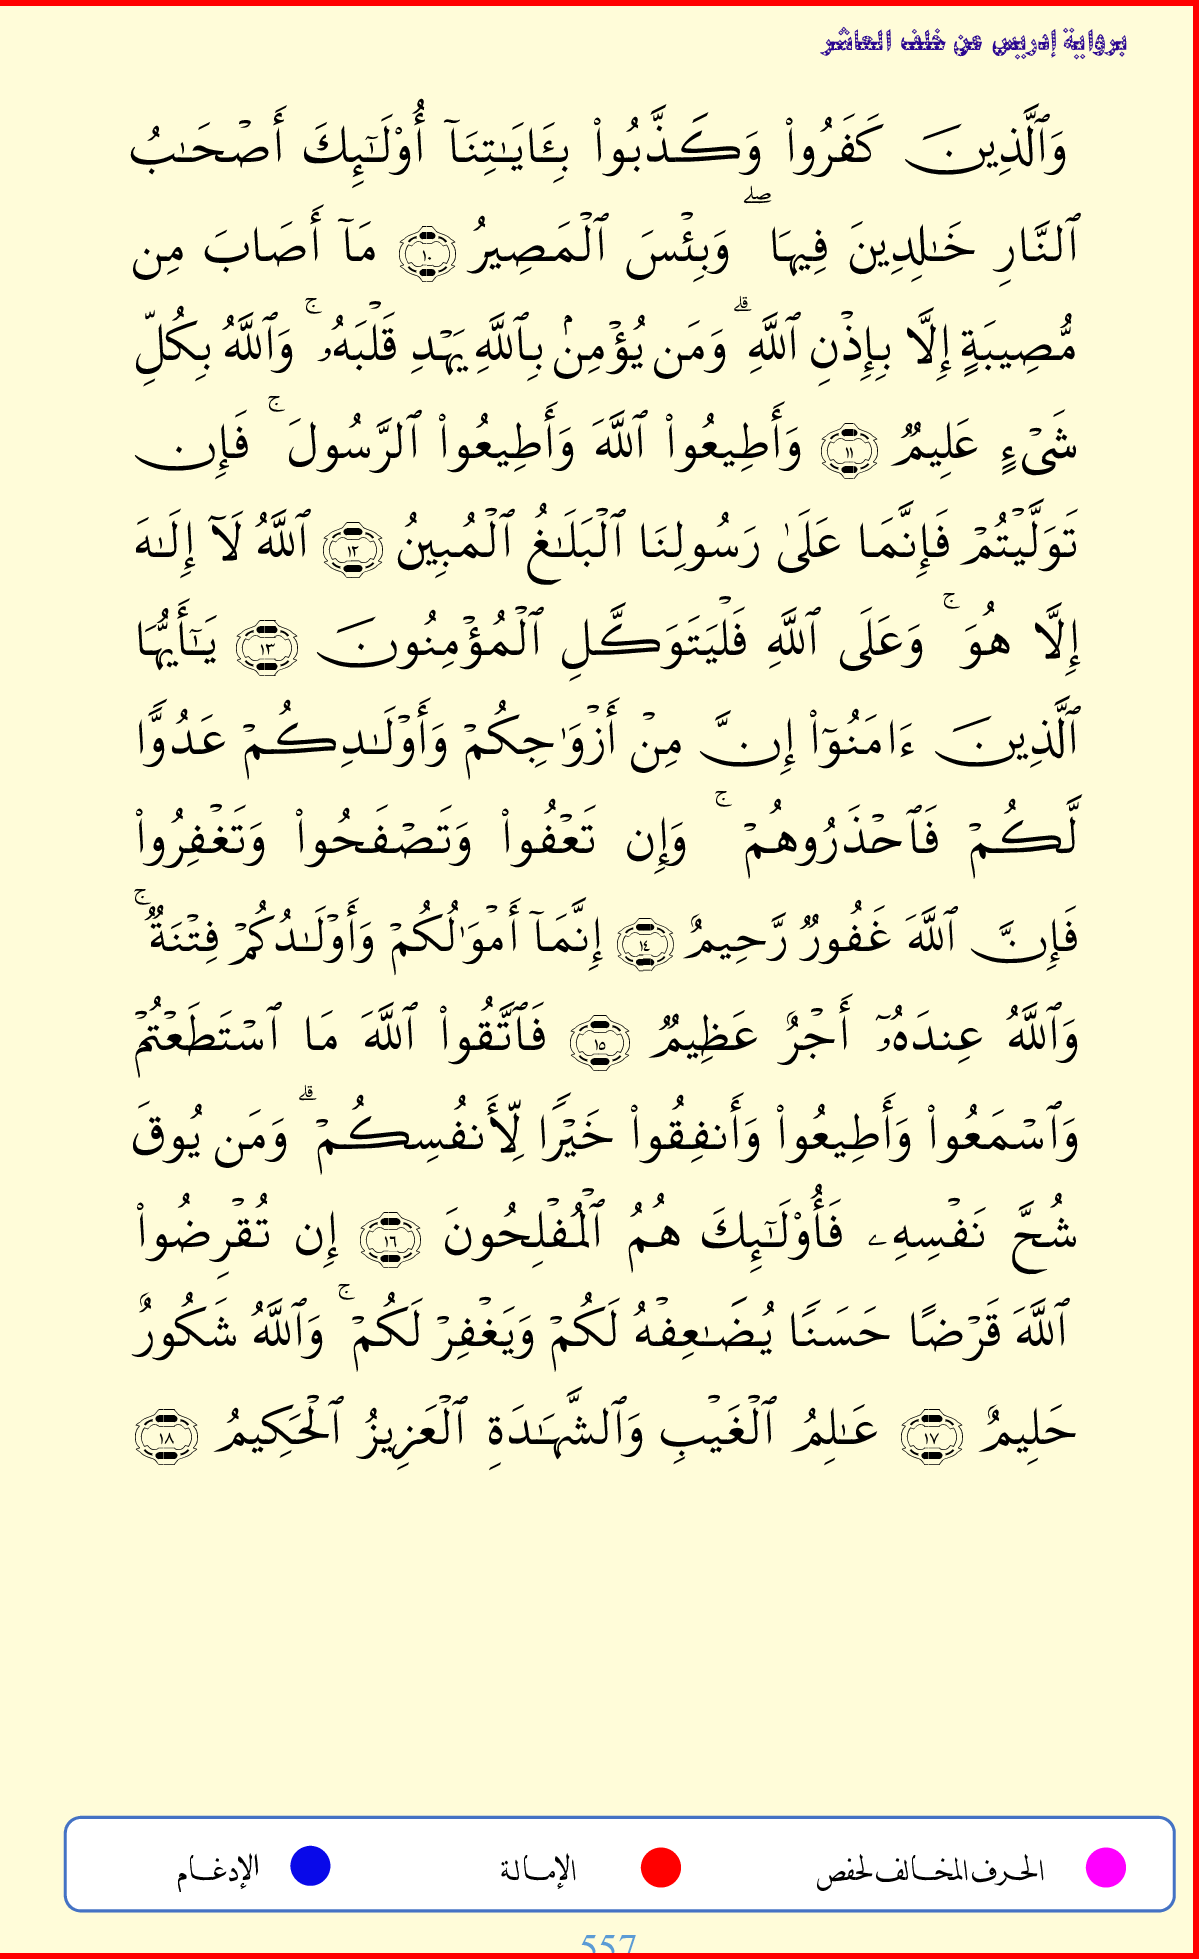 برواية إدريس عن خلف العاشر
وَٱلَّذِينَ كَفَرُوا۟ وَكَذَّبُوا۟ بِـَٔايَـٰتِنَآ أُو۟لَـٰٓئِكَ أَصْحَـٰبُ
ٱلنَّارِ خَـٰلِدِينَ فِيهَا ۖ وَبِئْسَ ٱلْمَصِيرُ ١٠ مَآ أَصَابَ مِن
مُّصِيبَةٍ إِلَّا بِإِذْنِ ٱللَّهِ ۗ وَمَن يُؤْمِنۢ بِٱللَّهِ يَهْدِ قَلْبَهُۥ ۚ وَٱللَّهُ بِكُلِّ
شَىْءٍ عَلِيمٌ ١١ وَأَطِيعُوا۟ ٱللَّهَ وَأَطِيعُوا۟ ٱلرَّسُولَ ۚ فَإِن
تَوَلَّيْتُمْ فَإِنَّمَا عَلَىٰ رَسُولِنَا ٱلْبَلَـٰغُ ٱلْمُبِينُ ١٢ ٱللَّهُ لَآ إِلَـٰهَ
إِلَّا هُوَ ۚ وَعَلَى ٱللَّهِ فَلْيَتَوَكَّلِ ٱلْمُؤْمِنُونَ ١٣ يَـٰٓأَيُّهَا
ٱلَّذِينَ ءَامَنُوٓا۟ إِنَّ مِنْ أَزْوَٰجِكُمْ وَأَوْلَـٰدِكُمْ عَدُوًّا
لَّكُمْ فَٱحْذَرُوهُمْ ۚ وَإِن تَعْفُوا۟ وَتَصْفَحُوا۟ وَتَغْفِرُوا۟
فَإِنَّ ٱللَّهَ غَفُورٌ رَّحِيمٌ ١٤ إِنَّمَآ أَمْوَٰلُكُمْ وَأَوْلَـٰدُكُمْ فِتْنَةٌ ۚ
وَٱللَّهُ عِندَهُۥٓ أَجْرٌ عَظِيمٌ ١٥ فَٱتَّقُوا۟ ٱللَّهَ مَا ٱسْتَطَعْتُمْ
وَٱسْمَعُوا۟ وَأَطِيعُوا۟ وَأَنفِقُوا۟ خَيْرًا لِّأَنفُسِكُمْ ۗ وَمَن يُوقَ
شُحَّ نَفْسِهِۦ فَأُو۟لَـٰٓئِكَ هُمُ ٱلْمُفْلِحُونَ ١٦ إِن تُقْرِضُوا۟
ٱللَّهَ قَرْضًا حَسَنًا يُضَـٰعِفْهُ لَكُمْ وَيَغْفِرْ لَكُمْ ۚ وَٱللَّهُ شَكُورٌ
حَلِيمٌ ١٧ عَـٰلِمُ ٱلْغَيْبِ وَٱلشَّهَـٰدَةِ ٱلْعَزِيزُ ٱلْحَكِيمُ ١٨
الحرف المخالف لحفص الإمالة الإدغام
557